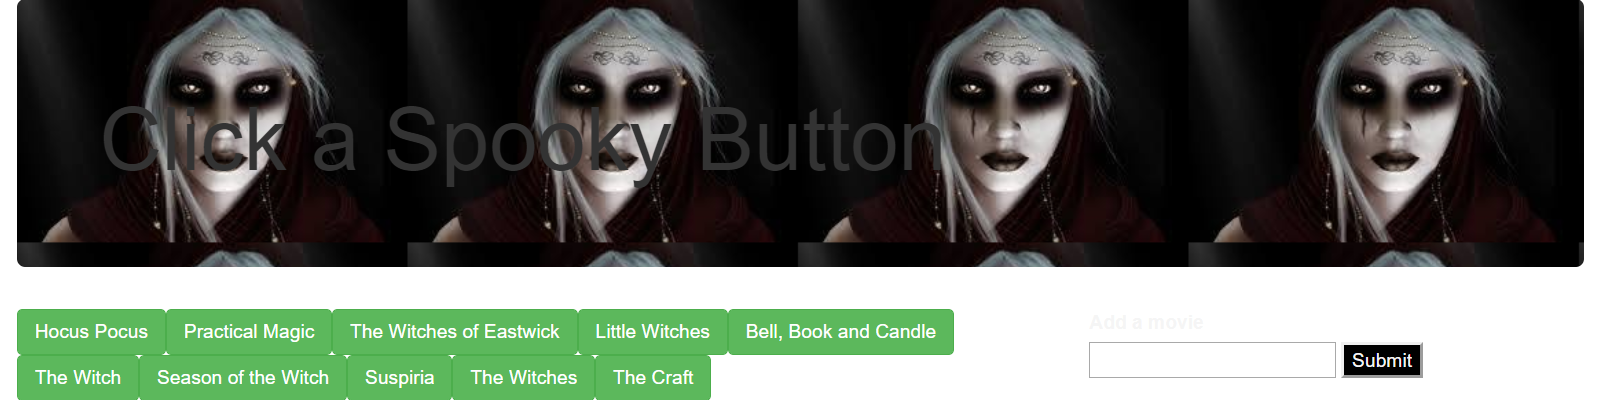 Click a Spooky Button
Hocus Pocus Practical Magic The Witches of Eastwick Little Witches Bell, Book and Candle
The Witch Season of the Witch Suspiria The Witches The Craft
Add a movie
Submit